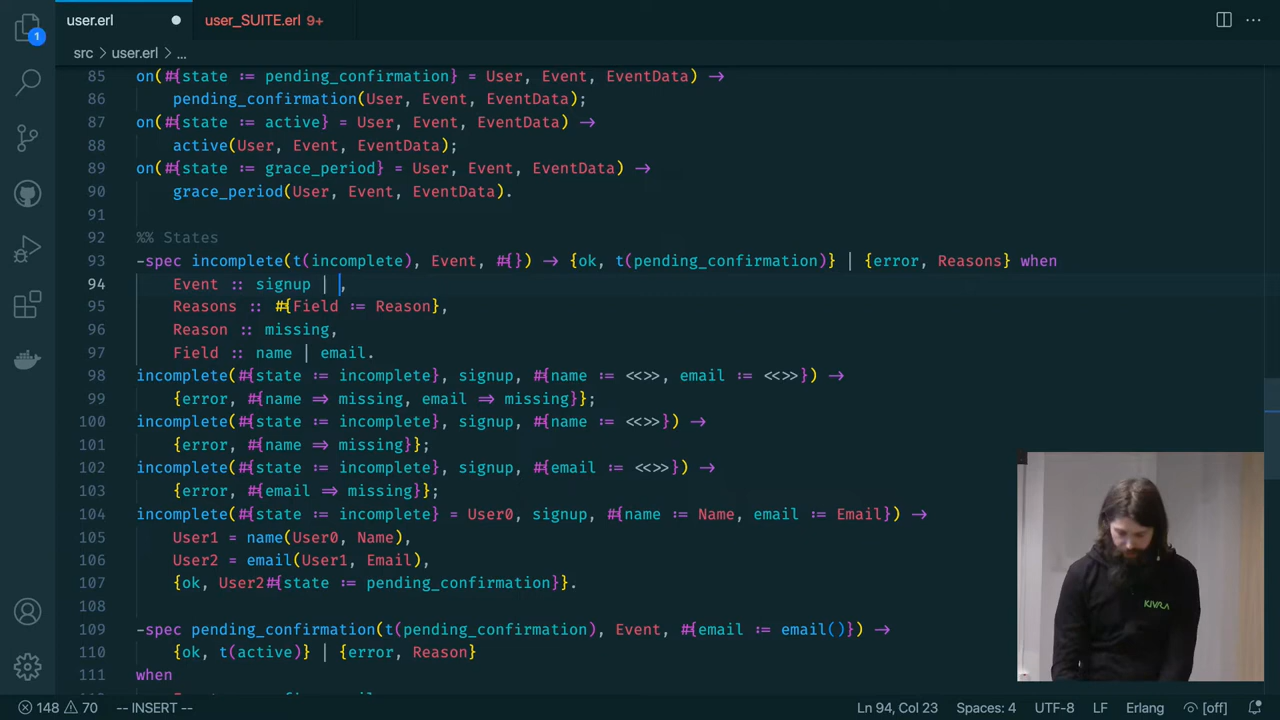 user.erl
user_SUITE.erl 9+
src > user.erl > ...
1
85 on(#{state := pending_confirmation} = User, Event, EventData) ->
86 pending_confirmation(User, Event, EventData);
87 on(#{state := active} = User, Event, EventData) ->
88 active(User, Event, EventData);
89 on(#{state := grace_period} = User, Event, EventData) ->
90 grace_period(User, Event, EventData).
91
92 %% States
93 -spec incomplete(t(incomplete), Event, #{}) -> {ok, t(pending_confirmation)} | {error, Reasons} when
94 Event :: signup | ,
95 Reasons :: #{Field := Reason},
96 Reason :: missing,
97 Field :: name | email.
98 incomplete(#{state := incomplete}, signup, #{name := <<>>, email := <<>>}) ->
99 {error, #{name => missing, email => missing}};
100 incomplete(#{state := incomplete}, signup, #{name := <<>>}) ->
101 {error, #{name => missing}};
102 incomplete(#{state := incomplete}, signup, #{email := <<>>}) ->
103 {error, #{email => missing}};
104 incomplete(#{state := incomplete} = User0, signup, #{name := Name, email := Email}) ->
105 User1 = name(User0, Name),
106 User2 = email(User1, Email),
107 {ok, User2#{state := pending_confirmation}}.
108
109 -spec pending_confirmation(t(pending_confirmation), Event, #{email := email()}) ->
110 {ok, t(active)} | {error, Reason}
111 when
KIVRA
148 70 -- INSERT -- Ln 94, Col 23 Spaces: 4 UTF-8 LF Erlang [off]